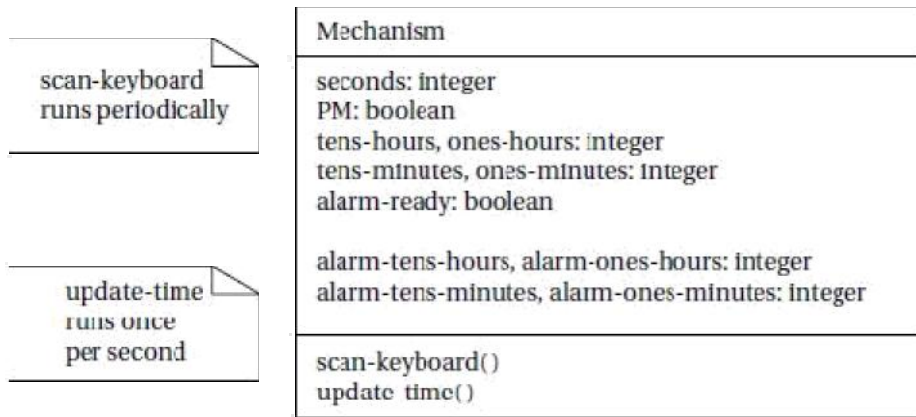 scan-keyboard
runs periodically
update-time
runs once
per second
Mechanism
seconds: integer
PM: boolean
tens-hours, ones-hours: integer
tens-minutes, ones-minutes: integer
alarm-ready: boolean
alarm-tens-hours, alarm-ones-hours: integer
alarm-tens-minutes, alarm-ones-minutes: integer
scan-keyboard()
update-time()